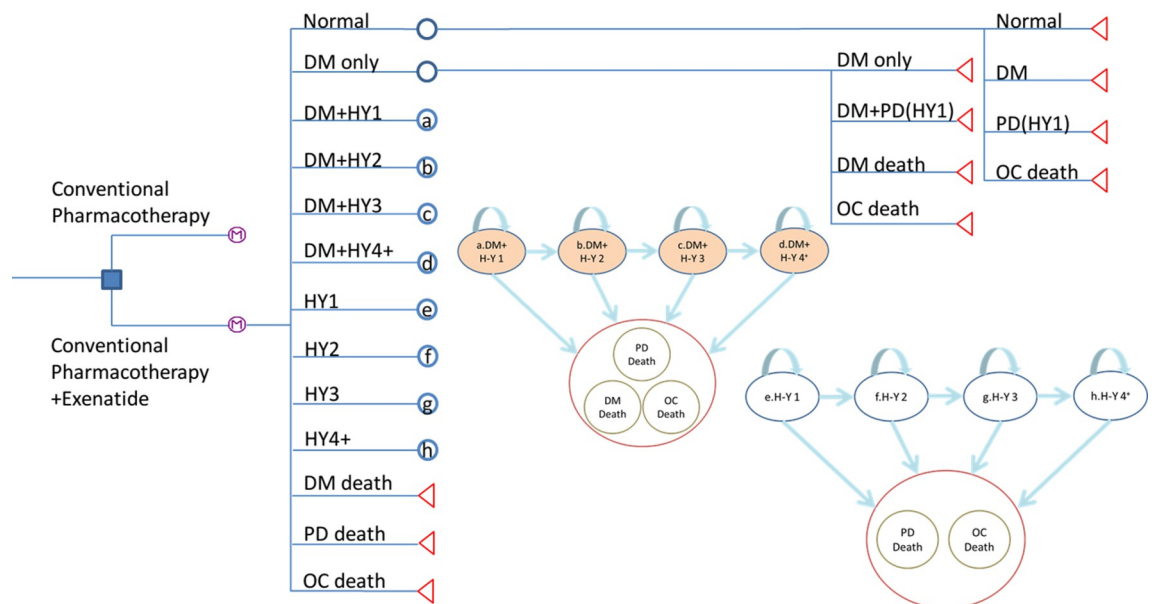 Conventional
Pharmacotherapy
M
M
Conventional
Pharmacotherapy
+Exenatide
Normal
DM only
DM+HY1
a
DM+HY2
b
DM+HY3
c
DM+HY4+
d
HY1
e
HY2
f
HY3
g
HY4+
h
DM death
PD death
OC death
DM only
DM+PD(HY1)
DM death
OC death
Normal
DM
PD(HY1)
OC death
a.DM+
H-Y 1
b.DM+
H-Y 2
c.DM+
H-Y 3
d.DM+
H-Y 4⁺
PD
Death
DM
Death
OC
Death
e.H-Y 1
f.H-Y 2
g.H-Y 3
h.H-Y 4⁺
PD
Death
OC
Death